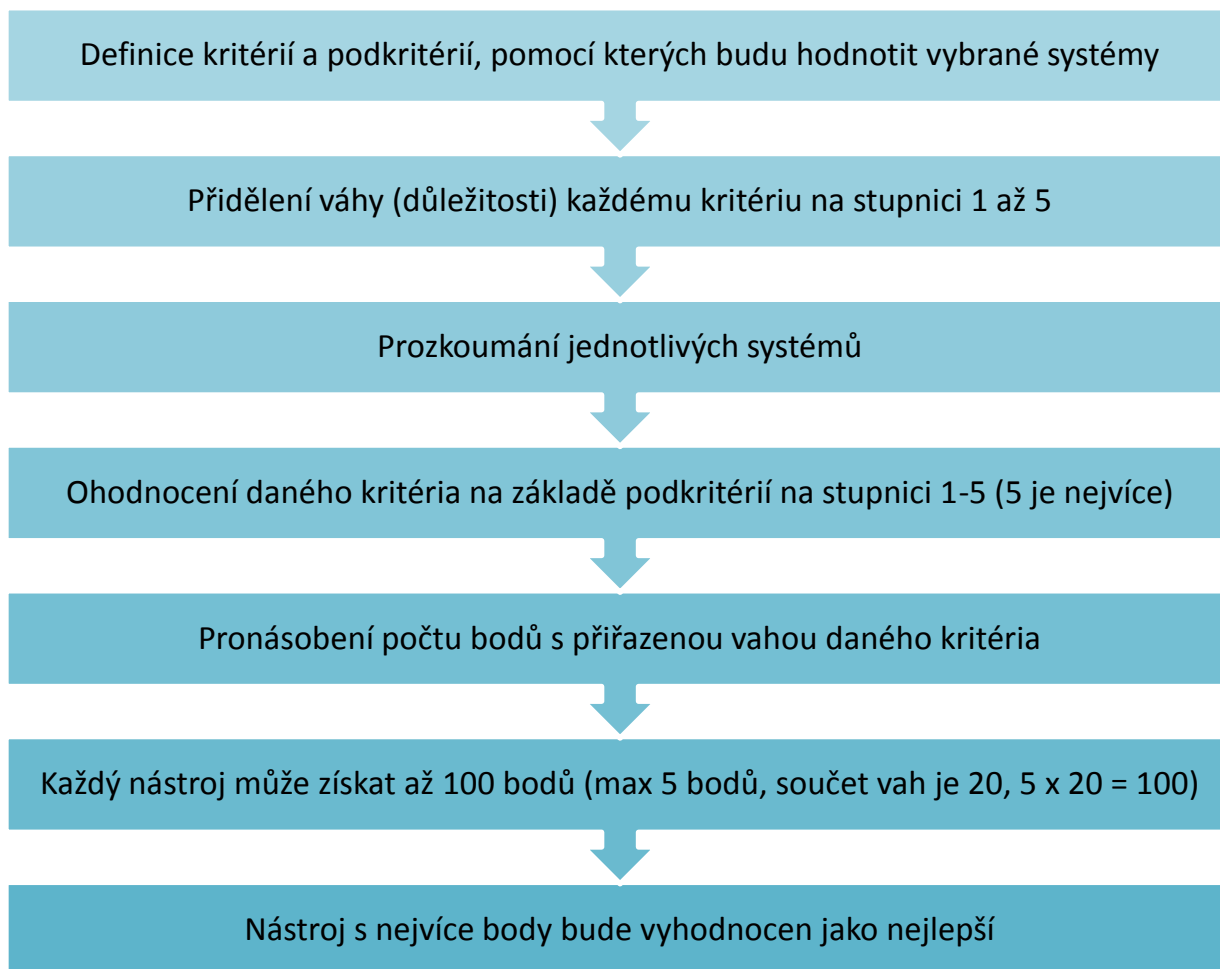 Definice kritérií a podkritérií, pomocí kterých budu hodnotit vybrané systémy
Přidělení váhy (důležitosti) každému kritériu na stupnici 1 až 5
Prozkoumání jednotlivých systémů
Ohodnocení daného kritéria na základě podkritérií na stupnici 1-5 (5 je nejvíce)
Pronásobení počtu bodů s přiřazenou vahou daného kritéria
Každý nástroj může získat až 100 bodů (max 5 bodů, součet vah je 20, 5 x 20 = 100)
Nástroj s nejvíce body bude vyhodnocen jako nejlepší